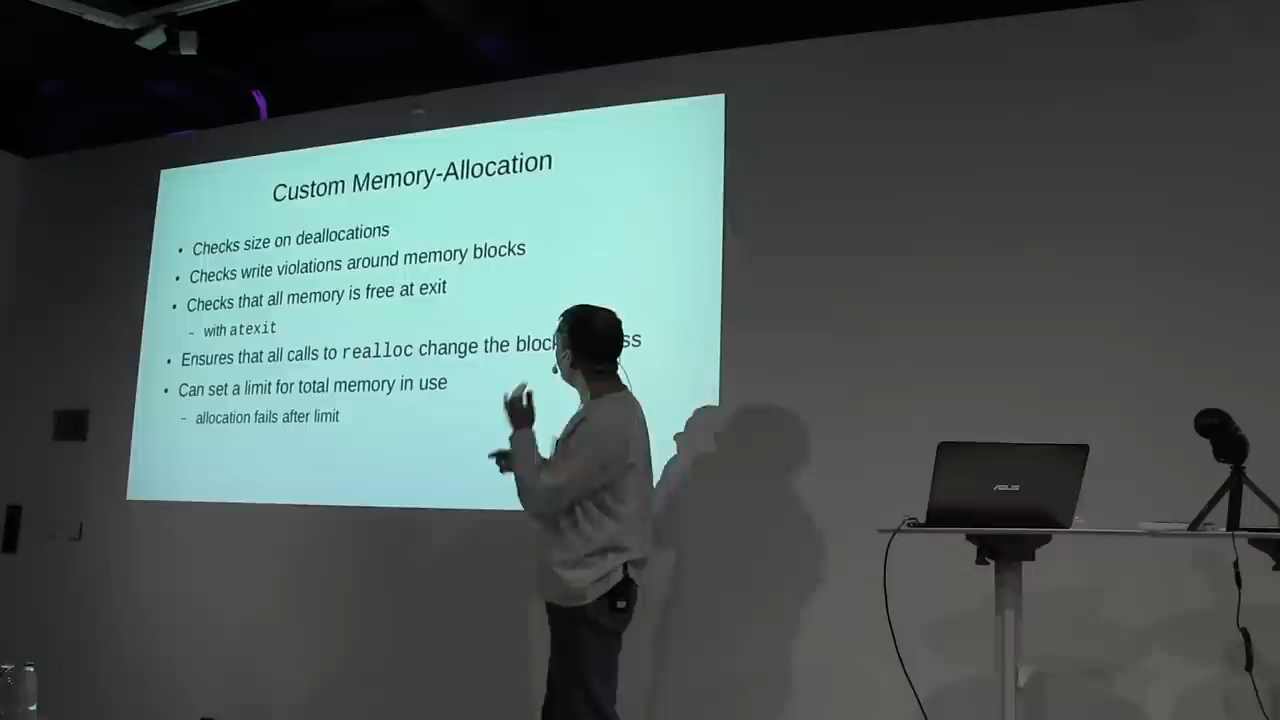 Custom Memory-Allocation
• Checks size on deallocations
• Checks write violations around memory blocks
• Checks that all memory is free at exit
– with atexit
• Ensures that all calls to realloc change the
• Can set a limit for total memory in use
– allocation fails after limit
ASUS